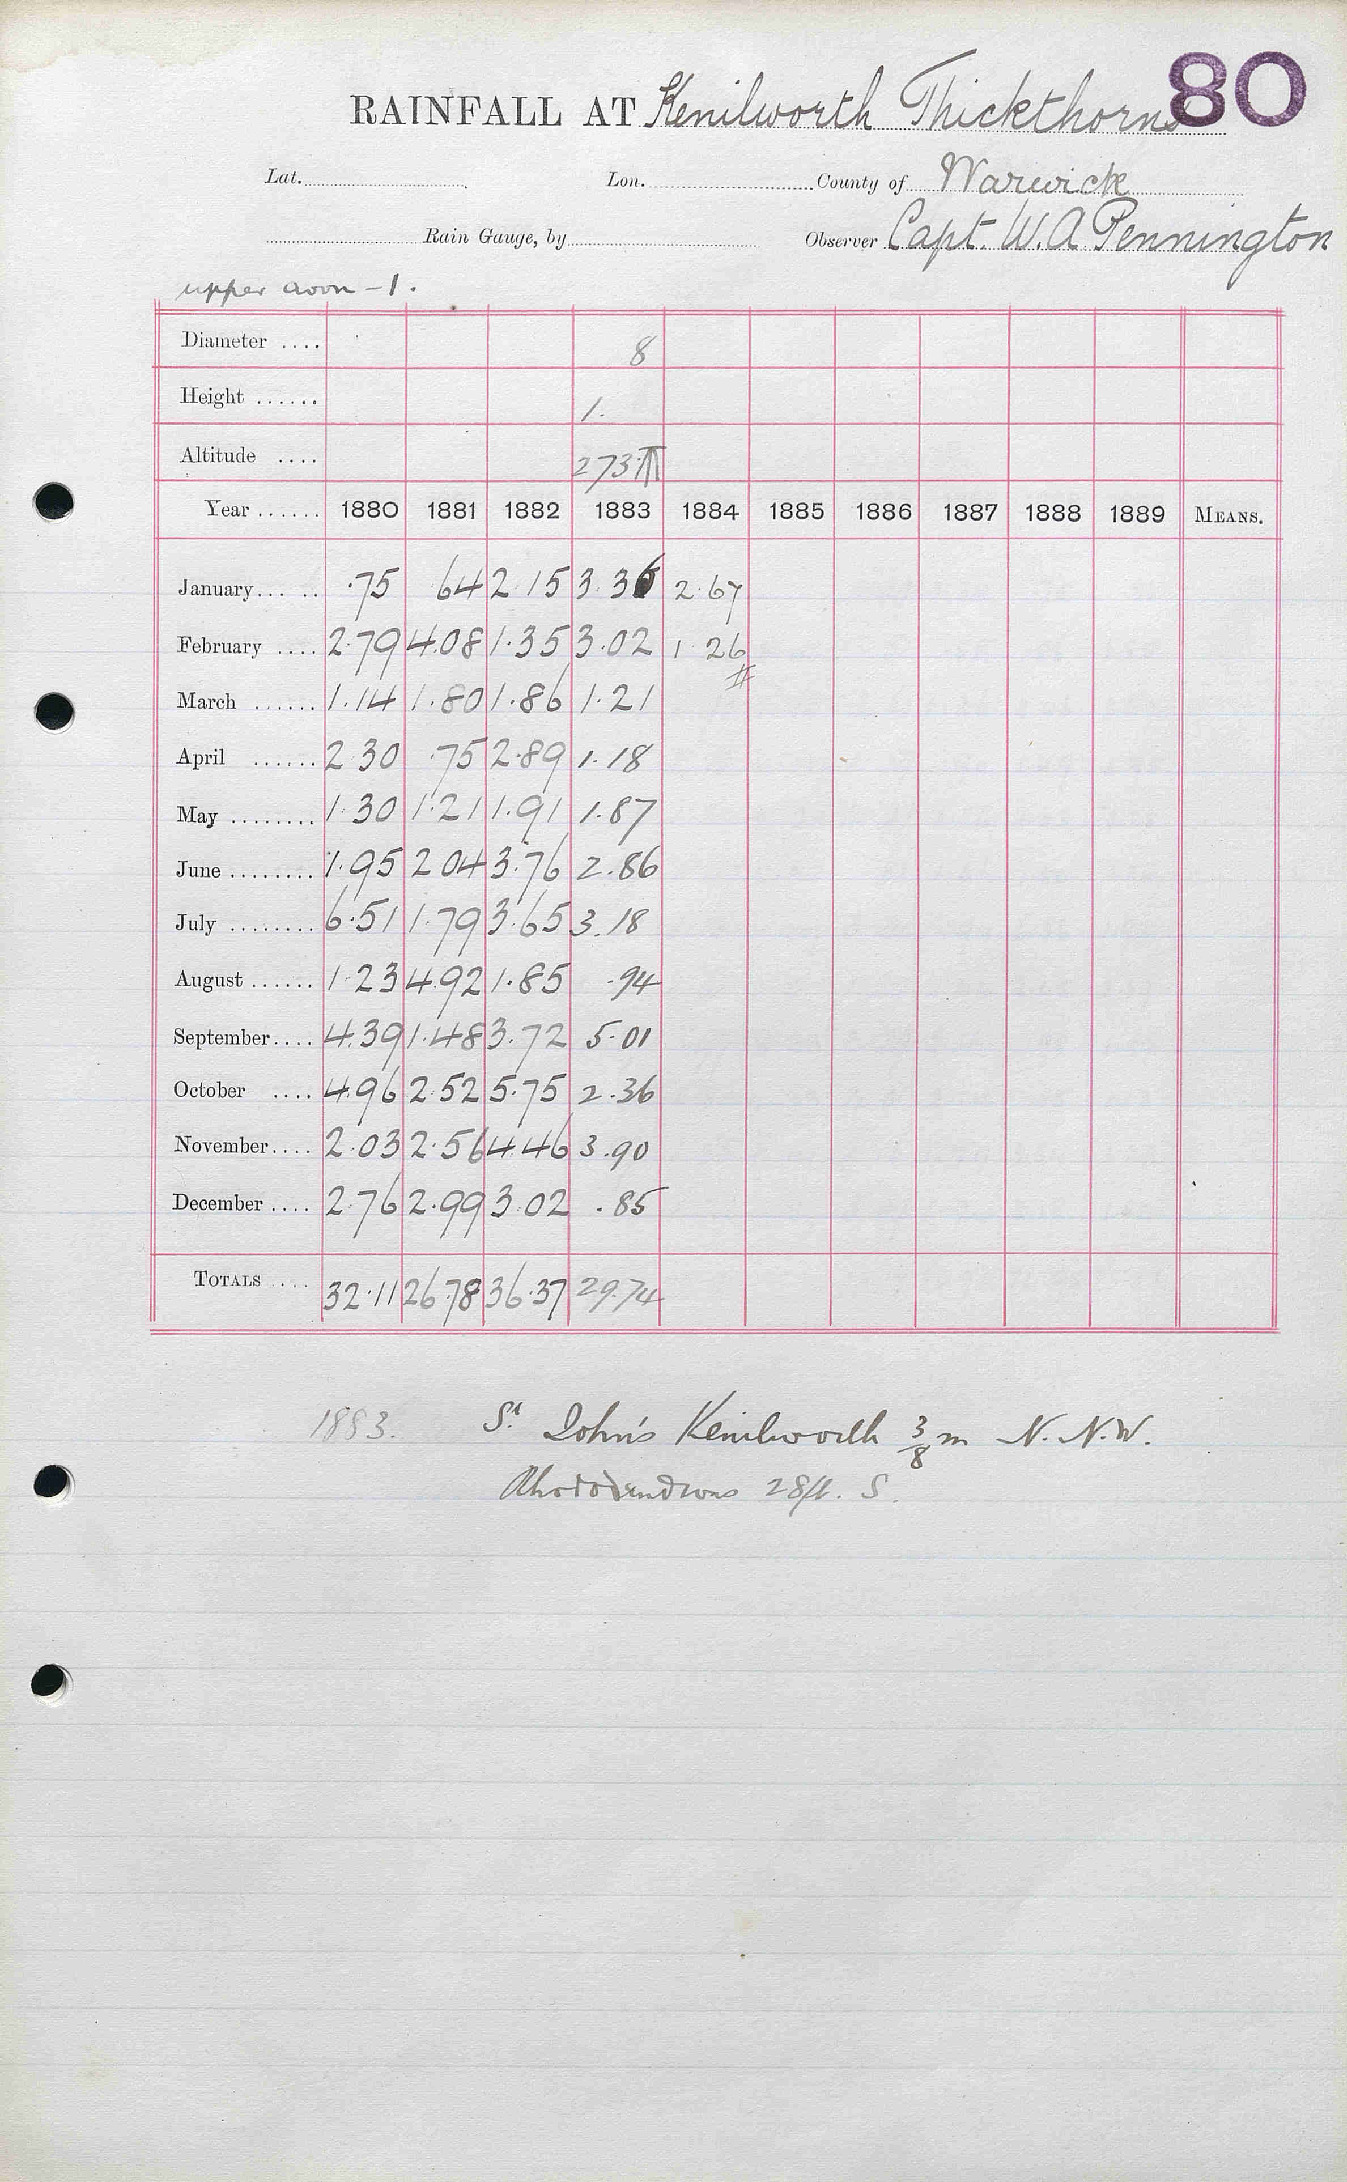 80
RAINFALL AT Kenilworth Thickthorns
Lat. Lon. County of Warwick
Rain Gauge, by Observer Capt. W. A Pennington
upper avon - 1.
Diameter .... 8
Height ...... 1.
Altitude .... 273 T
Year ...... 1880 1881 1882 1883 1884 1885 1886 1887 1888 1889 MEANS.
January ..... .75 64 2 15 3.36 2.67
February .... 2.79 4.08 1.35 3.02 1 26
March ...... 1.14 1.80 1.86 1.21
April ...... 2 30 .75 2.89 1.18
May ........ 1.30 1.21 1.91 1.87
June ........ 1.95 2 04 3.76 2.86
July ........ 6.51 1.79 3.65 3.18
August ...... 1.23 4.92 1.85 .94
September .... 4.39 1.48 3.72 5.01
October .... 4.96 2.52 5.75 2.36
November .... 2.03 2.56 4.46 3.90
December .... 2.76 2.99 3.02 .85
TOTALS .... 32.11 26.78 36.37 29.74
1883. St. John's Kenilworth 3/8 m N. N.W.
Rhododendrons 28ft. S.